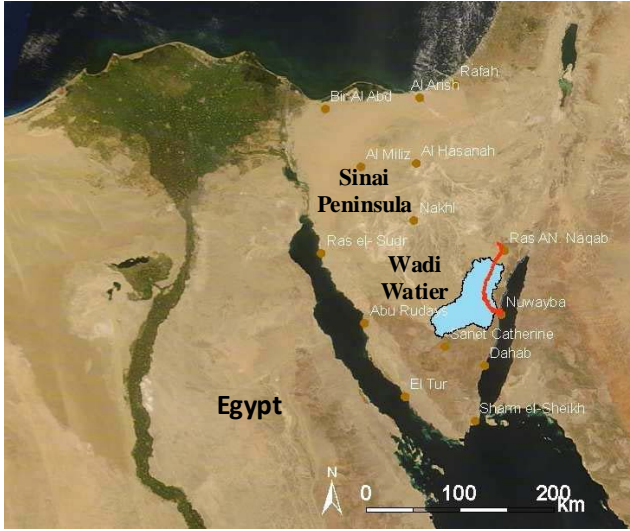 Rafah
Al Arish
Bir Al Abd
Al Miliz
Al Hasanah
Sinai
Peninsula
Nakhl
Ras el- Sudr
Ras AN Naqab
Wadi
Watier
Nuwayba
Abu Rudays
Sanet Catherine
Dahab
El Tur
Egypt
Sharm el-Sheikh
N
0 100 200
Km